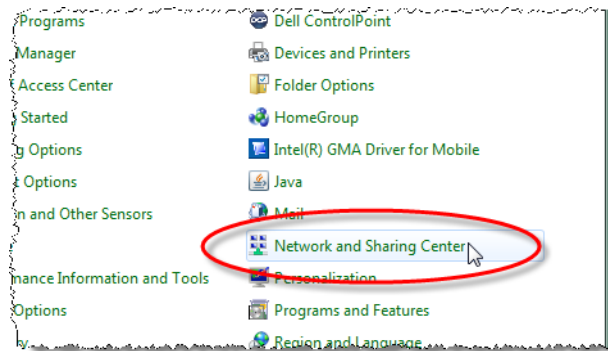 Programs
Manager
Access Center
Started
g Options
Options
n and Other Sensors
mance Information and Tools
Options
Dell ControlPoint
Devices and Printers
Folder Options
HomeGroup
Intel(R) GMA Driver for Mobile
Java
Mail
Network and Sharing Center
Personalization
Programs and Features
Region and Language